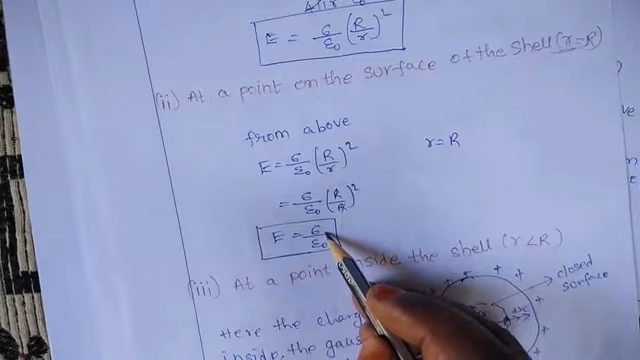 E = σ/ε₀ (R/r)²
(ii) At a point on the surface of the shell (r=R)
from above
E = σ/ε₀ (R/r)² r=R
= σ/ε₀ (R/R)²
E = σ/ε₀
(iii) At a point inside the shell (r<R)
closed
surface
Here the charge
inside the gaus